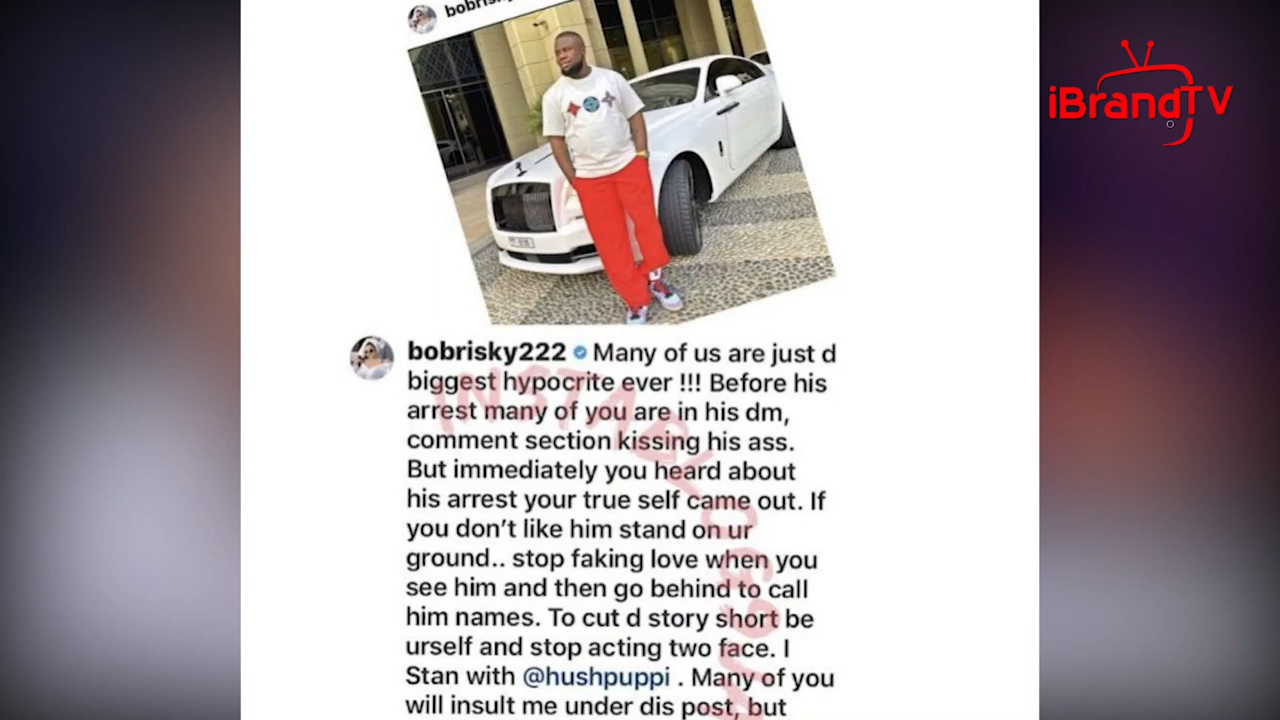 bobrisky
iBrandTV
bobrisky222 Many of us are just d
biggest hypocrite ever !!! Before his
arrest many of you are in his dm,
comment section kissing his ass.
But immediately you heard about
his arrest your true self came out. If
you don’t like him stand on ur
ground.. stop faking love when you
see him and then go behind to call
him names. To cut d story short be
urself and stop acting two face. I
Stan with @hushpuppi . Many of you
will insult me under dis post, but